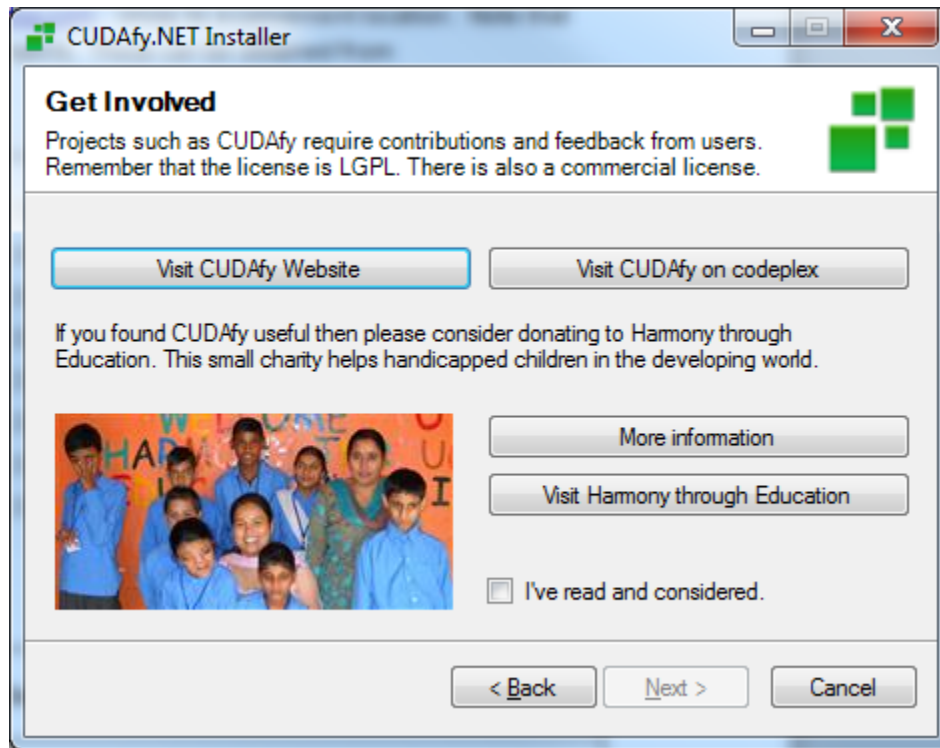 CUDAfy.NET Installer
Get Involved
Projects such as CUDAfy require contributions and feedback from users.
Remember that the license is LGPL. There is also a commercial license.
Visit CUDAfy Website
Visit CUDAfy on codeplex
If you found CUDAfy useful then please consider donating to Harmony through
Education. This small charity helps handicapped children in the developing world.
More information
Visit Harmony through Education
I've read and considered.
< Back
Next >
Cancel